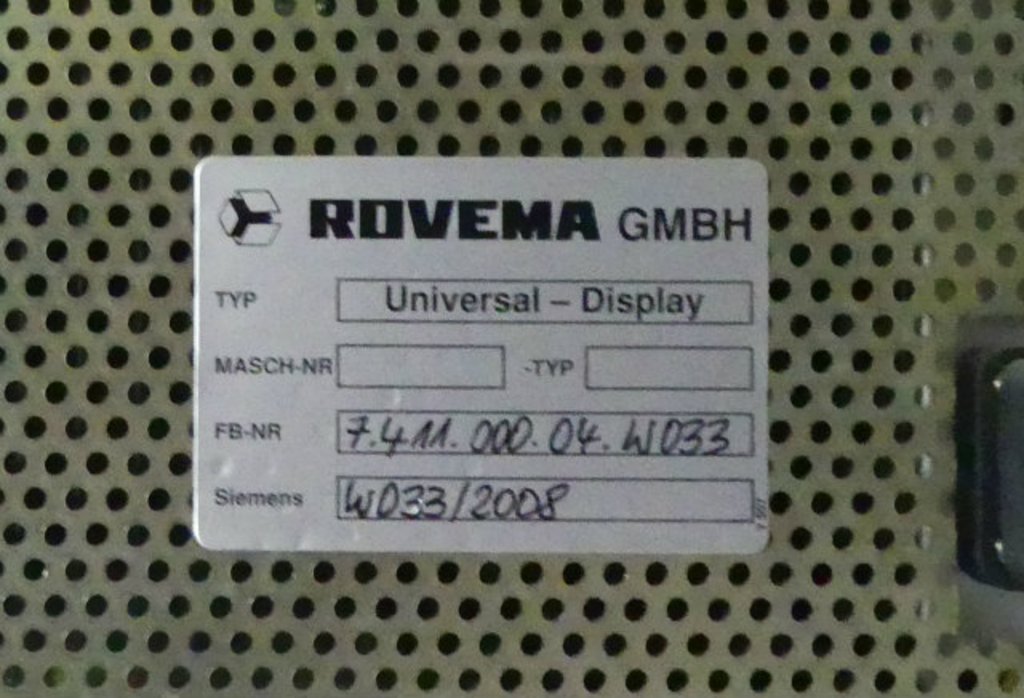 ROVEMA GMBH
TYP Universal – Display
MASCH-NR -TYP
FB-NR 7.411.000.04.W033
Siemens W033/2008